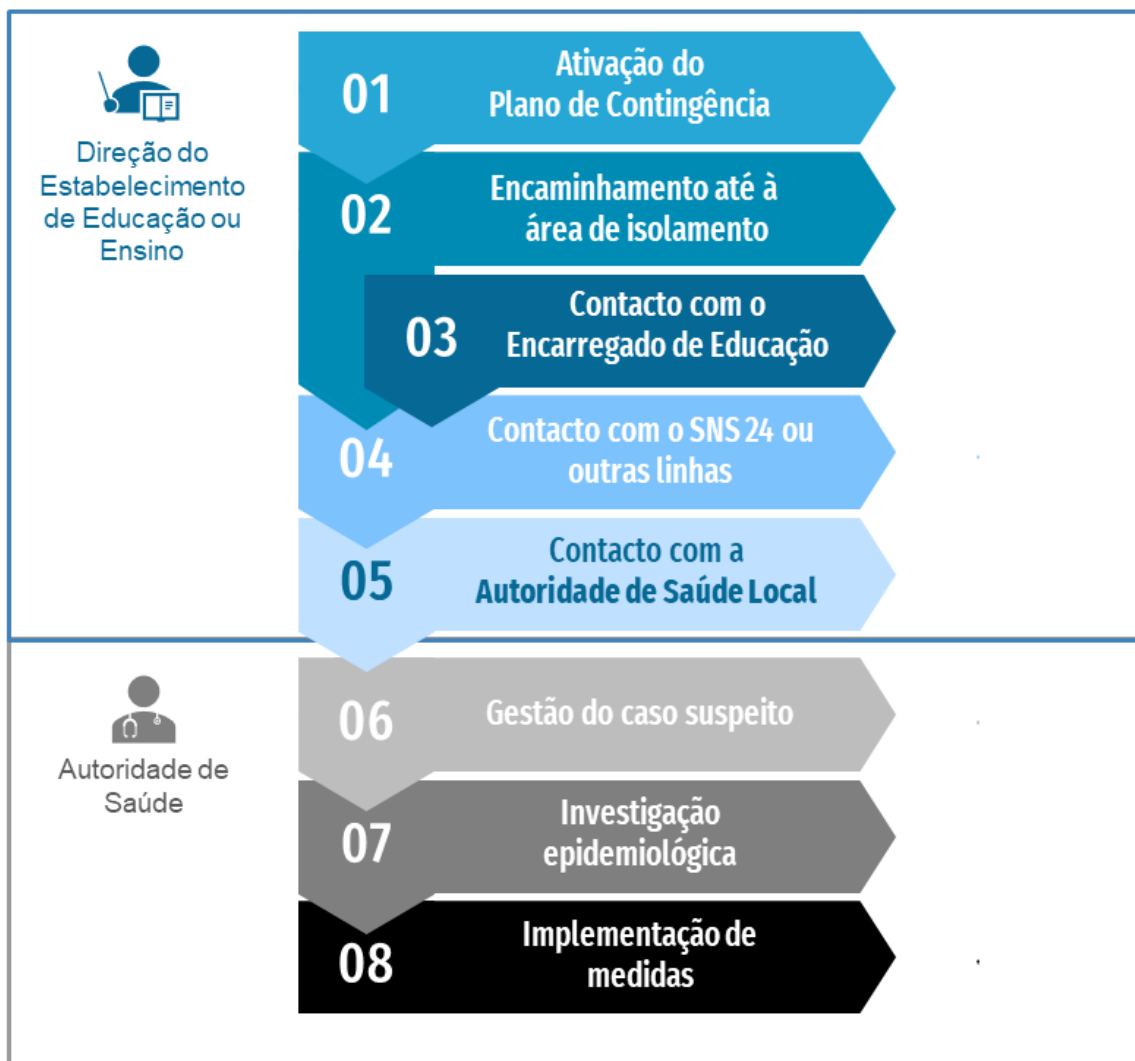 Direção do
Estabelecimento
de Educação ou
Ensino
01
Ativação do
Plano de Contingência
02
Encaminhamento até à
área de isolamento
03
Contacto com o
Encarregado de Educação
04
Contacto com o SNS 24 ou
outras linhas
05
Contacto com a
Autoridade de Saúde Local
Autoridade de
Saúde
06
Gestão do caso suspeito
07
Investigação
epidemiológica
08
Implementação de
medidas